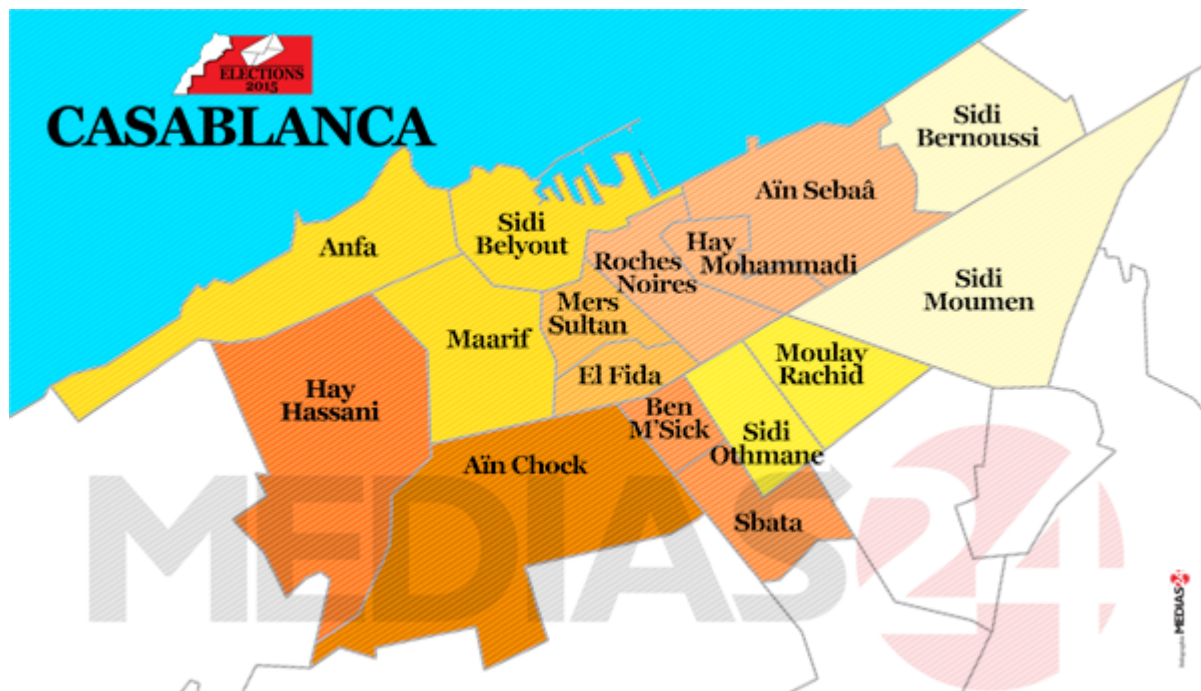 ELECTIONS
2015
CASABLANCA
Sidi
Bernoussi
Aïn Sebaâ
Sidi
Belyout
Anfa
Hay
Mohammadi
Roches
Noires
Sidi
Moumen
Mers
Sultan
Maarif
Moulay
Rachid
El Fida
Hay
Hassani
Ben
M'Sick
Sidi
Othmane
Aïn Chock
Sbata
MEDIAS24
Infographie MEDIAS24